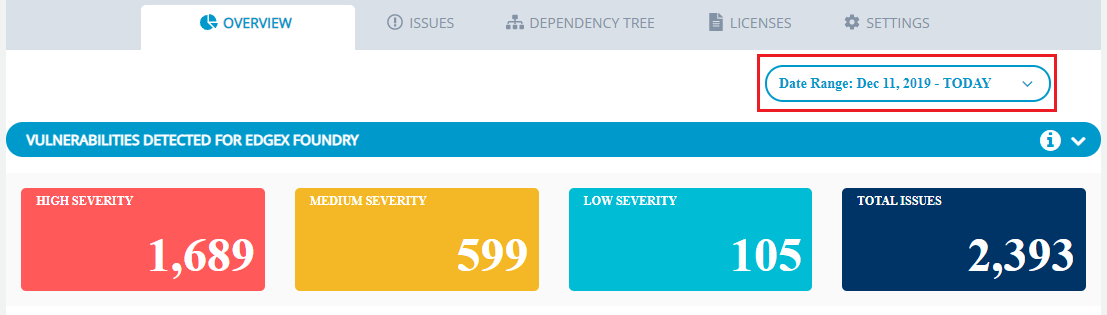 OVERVIEW ISSUES DEPENDENCY TREE LICENSES SETTINGS
Date Range: Dec 11, 2019 - TODAY
VULNERABILITIES DETECTED FOR EDGEX FOUNDRY
HIGH SEVERITY MEDIUM SEVERITY LOW SEVERITY TOTAL ISSUES
1,689 599 105 2,393